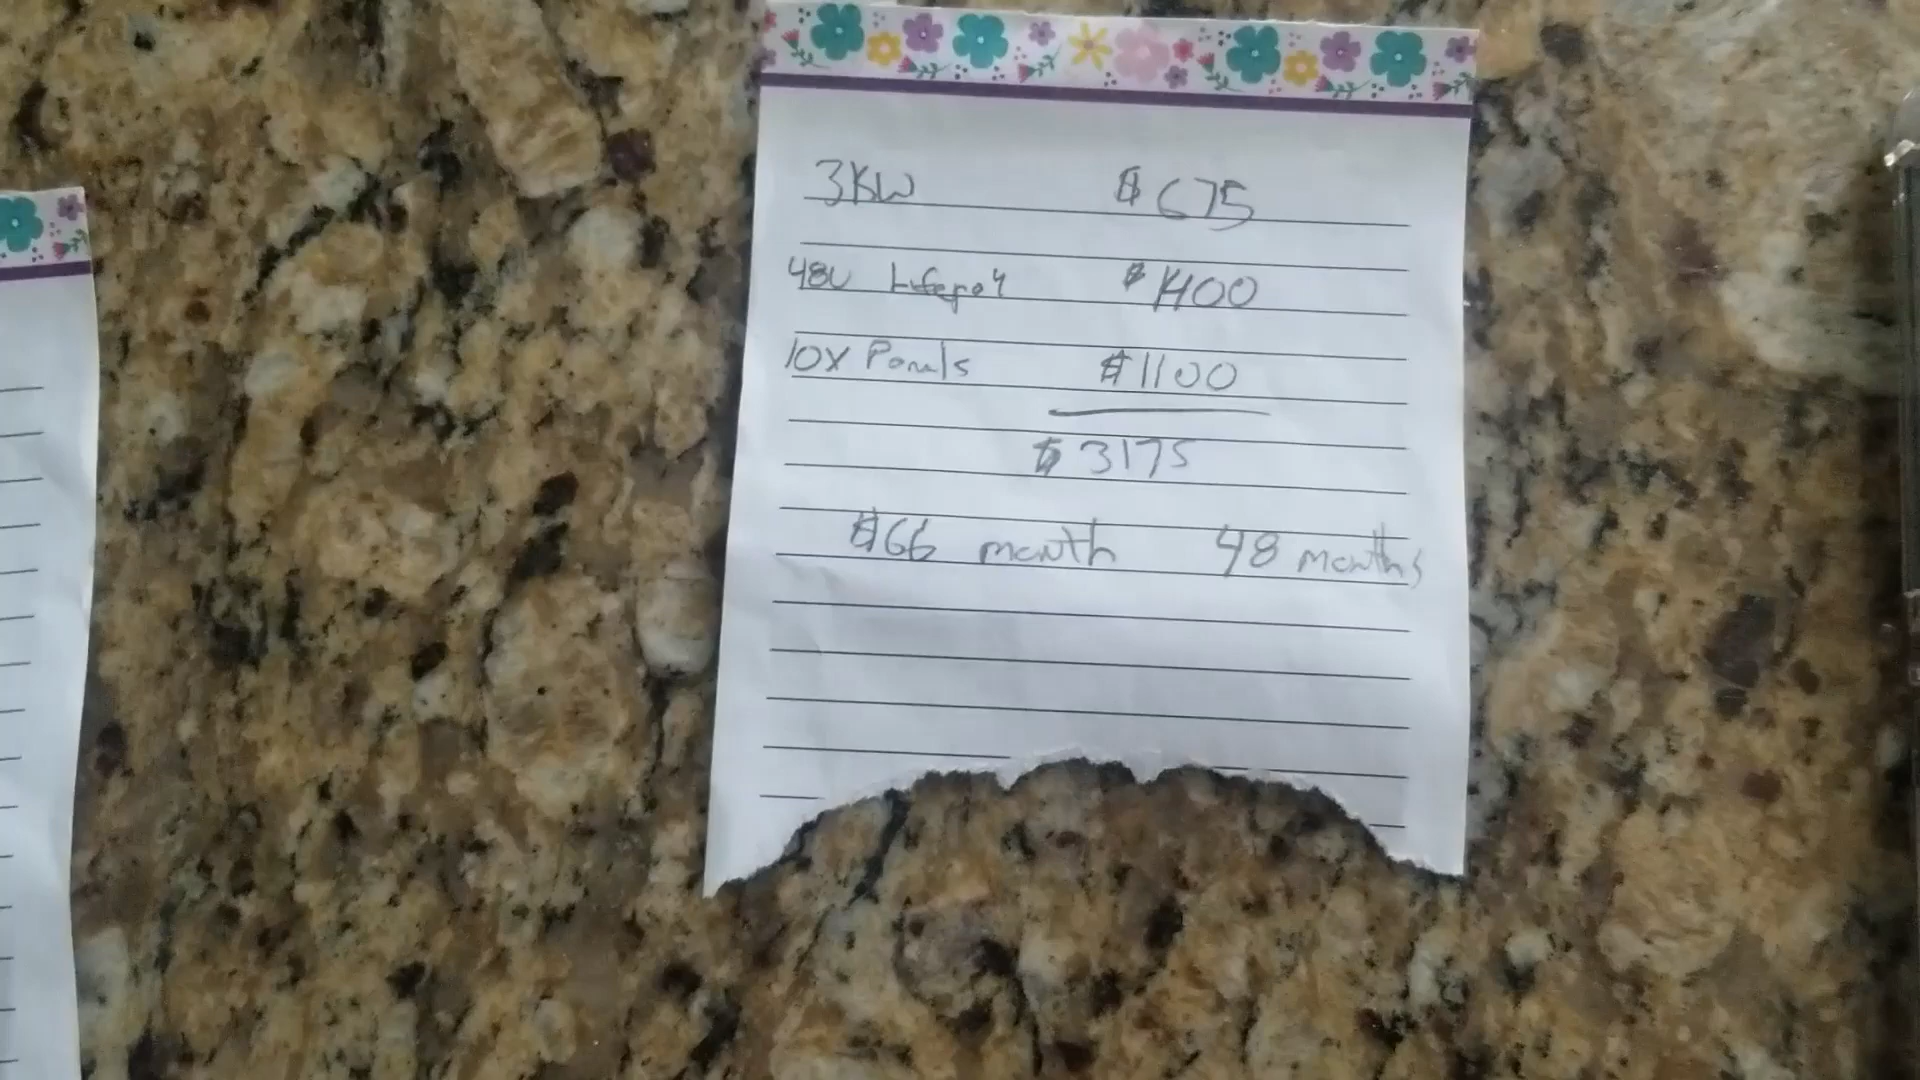 3KW $675
48V Lifepo4 $1400
10X Panels $1100
$3175
$66 month 48 months